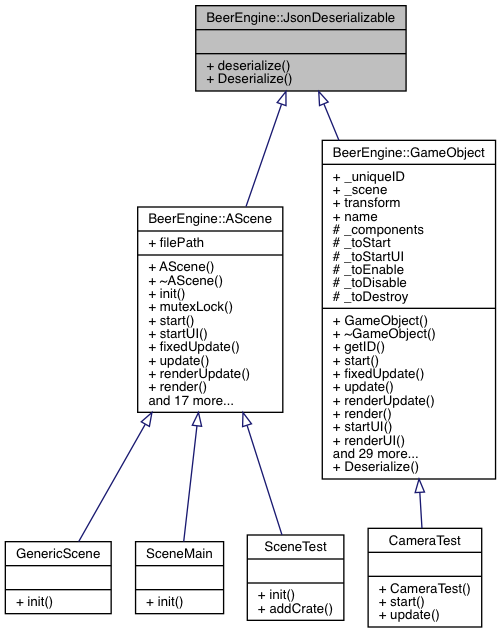 BeerEngine::JsonDeserializable
+ deserialize()
+ Deserialize()
BeerEngine::GameObject
+ _uniqueID
+ _scene
+ transform
+ name
# _components
# _toStart
# _toStartUI
# _toEnable
# _toDisable
# _toDestroy
+ GameObject()
+ ~GameObject()
+ getID()
+ start()
+ fixedUpdate()
+ update()
+ renderUpdate()
+ render()
+ startUI()
+ renderUI()
and 29 more...
+ Deserialize()
BeerEngine::AScene
+ filePath
+ AScene()
+ ~AScene()
+ init()
+ mutexLock()
+ start()
+ startUI()
+ fixedUpdate()
+ update()
+ renderUpdate()
+ render()
and 17 more...
GenericScene
+ init()
SceneMain
+ init()
SceneTest
+ init()
+ addCrate()
CameraTest
+ CameraTest()
+ start()
+ update()